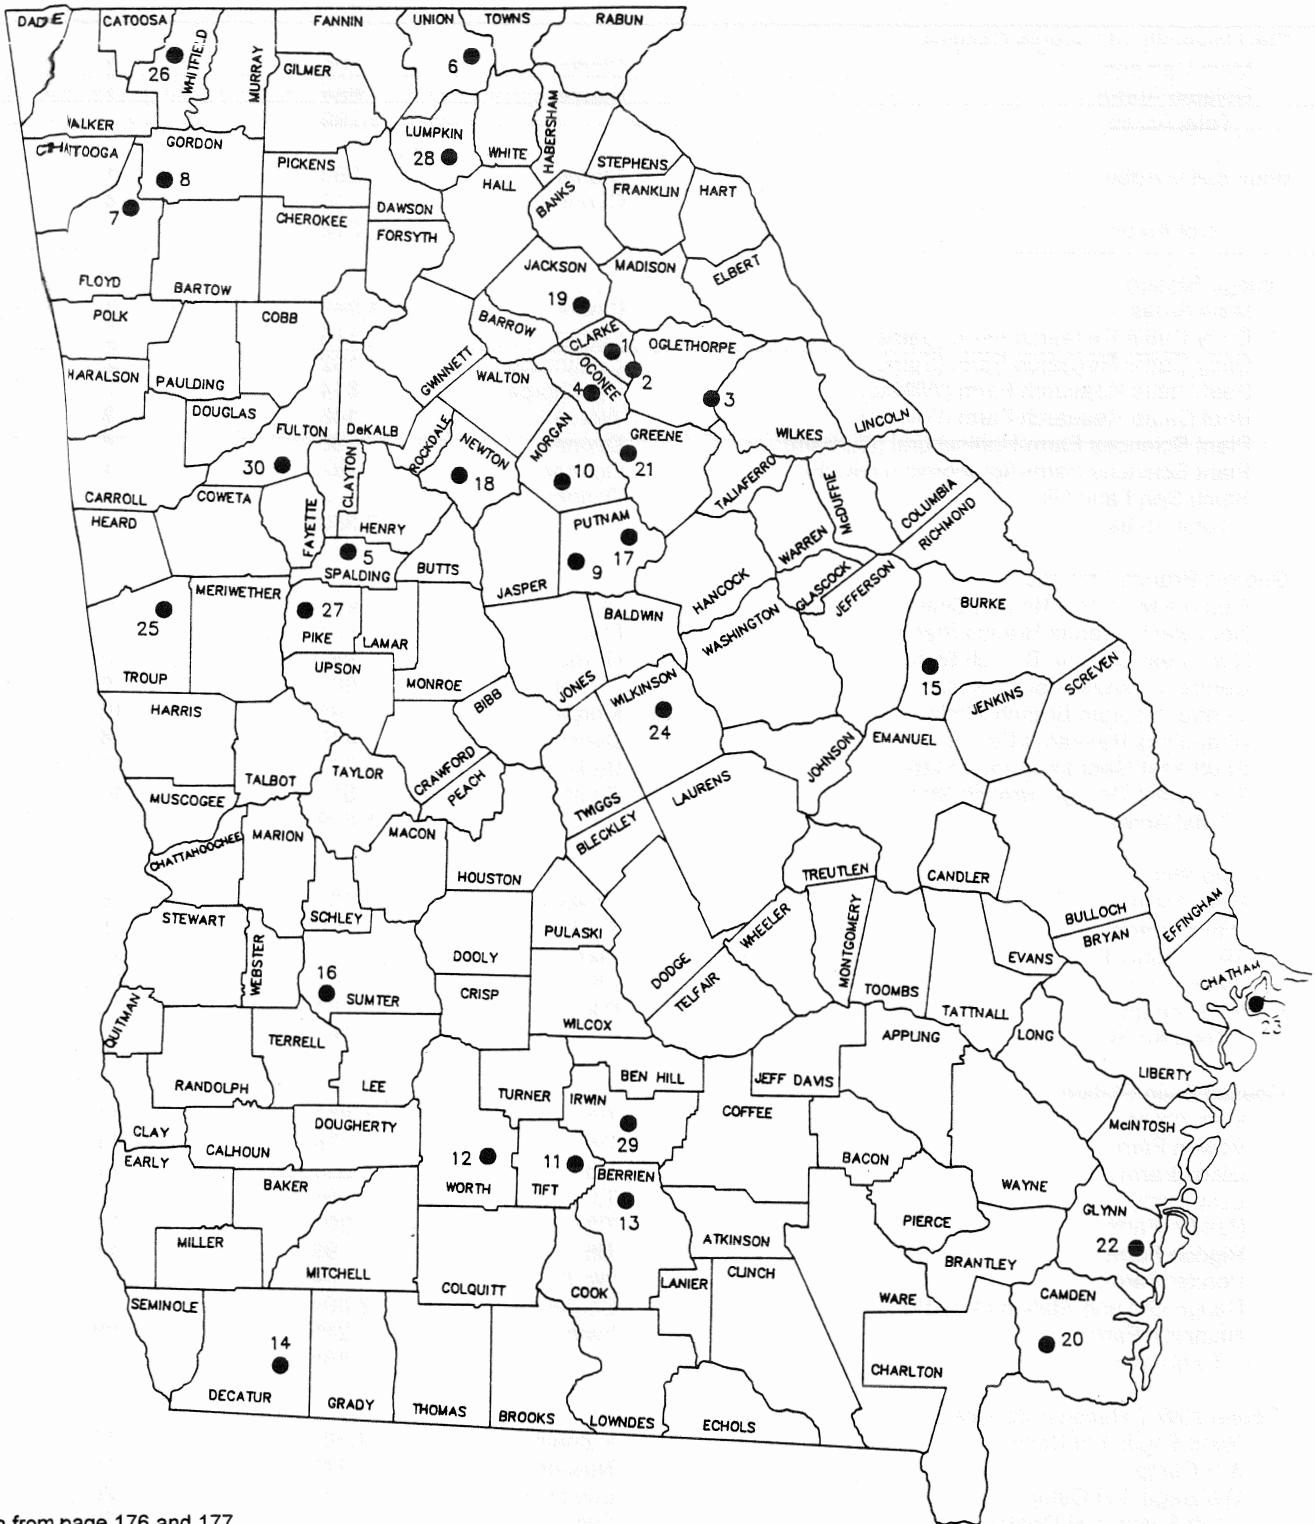 DADE
CATOOSA
FANNIN
UNION
TOWNS
RABUN
WHITFIELD
MURRAY
GILMER
26
6
HABERSHAM
LUMPKIN
28
WHITE
GORDON
PICKENS
STEPHENS
8
HALL
BANKS
FRANKLIN
HART
DAWSON
7
CHEROKEE
FORSYTH
JACKSON
MADISON
ELBERT
FLOYD
BARTOW
19
POLK
COBB
BARROW
CLARKE
1
OGLETHORPE
OCONEE
2
4
3
PAULDING
GWINNETT
WALTON
DOUGLAS
FULTON
DeKALB
ROCKDALE
NEWTON
MORGAN
GREENE
WILKES
LINCOLN
30
CLAYTON
18
10
21
TALIAFERRO
CARROLL
COWETA
FAYETTE
HENRY
PUTNAM
McDUFFIE
COLUMBIA
HEARD
5
9
17
WARREN
RICHMOND
SPALDING
BUTTS
JASPER
HANCOCK
GLASCOCK
JEFFERSON
MERIWETHER
27
PIKE
LAMAR
BALDWIN
WASHINGTON
BURKE
25
TROUP
UPSON
MONROE
JONES
WILKINSON
15
JENKINS
SCREVEN
HARRIS
BIBB
24
EMANUEL
TALBOT
TAYLOR
CRAWFORD
PEACH
TWIGGS
LAURENS
JOHNSON
MUSCOGEE
CHATTAHOOCHEE
MARION
MACON
BLECKLEY
HOUSTON
TREUTLEN
CANDLER
STEWART
SCHLEY
PULASKI
WHEELER
MONTGOMERY
BULLOCH
EFFINGHAM
WEBSTER
DOOLY
BRYAN
EVANS
16
SUMTER
CRISP
DODGE
TELFAIR
TOOMBS
CHATHAM
QUITMAN
WILCOX
TATTNALL
23
TERRELL
APPLING
LONG
RANDOLPH
LEE
TURNER
IRWIN
BEN HILL
JEFF DAVIS
LIBERTY
COFFEE
CLAY
CALHOUN
DOUGHERTY
29
McINTOSH
EARLY
12
11
BACON
BAKER
WORTH
TIFT
BERRIEN
13
WAYNE
GLYNN
MILLER
PIERCE
22
ATKINSON
MITCHELL
COLQUITT
COOK
LANIER
CLINCH
BRANTLEY
SEMINOLE
WARE
CAMDEN
14
20
CHARLTON
DECATUR
GRADY
THOMAS
BROOKS
LOWNDES
ECHOLS
from page 176 and 177